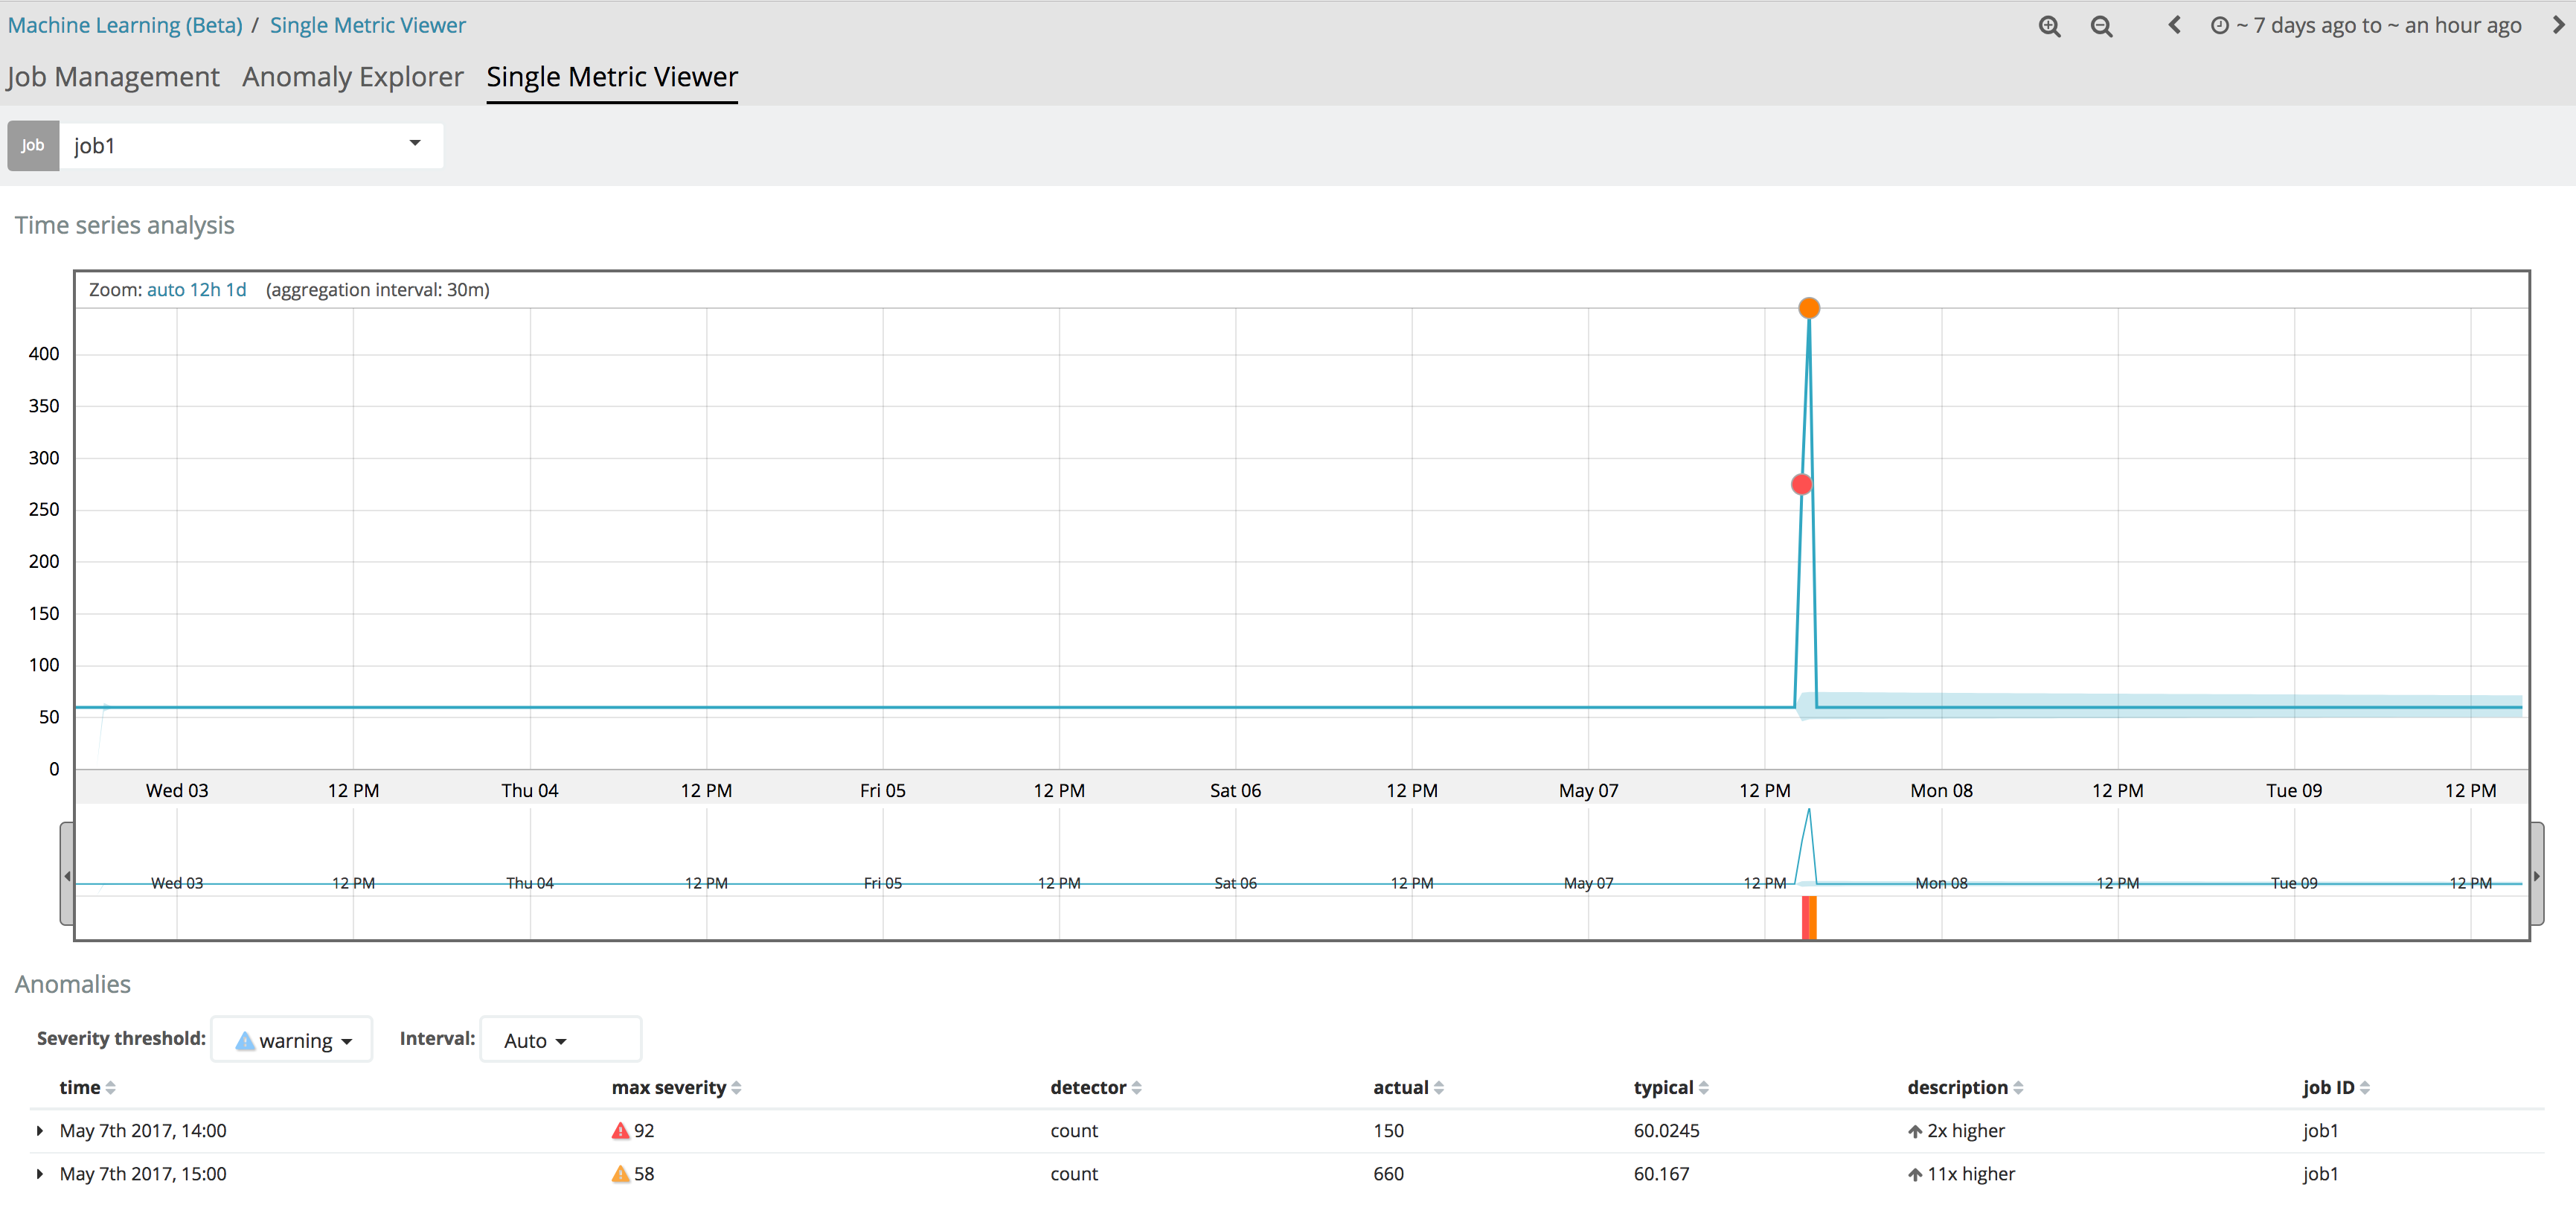 Machine Learning (Beta) / Single Metric Viewer
~ 7 days ago to ~ an hour ago
Job Management Anomaly Explorer Single Metric Viewer
Job job1
Time series analysis
Zoom: auto 12h 1d (aggregation interval: 30m)
400
350
300
250
200
150
100
50
0
Wed 03 12 PM Thu 04 12 PM Fri 05 12 PM Sat 06 12 PM May 07 12 PM Mon 08 12 PM Tue 09 12 PM
Wed 03 12 PM Thu 04 12 PM Fri 05 12 PM Sat 06 12 PM May 07 12 PM Mon 08 12 PM Tue 09 12 PM
Anomalies
Severity threshold: warning Interval: Auto
time max severity detector actual typical description job ID
May 7th 2017, 14:00 92 count 150 60.0245 2x higher job1
May 7th 2017, 15:00 58 count 660 60.167 11x higher job1